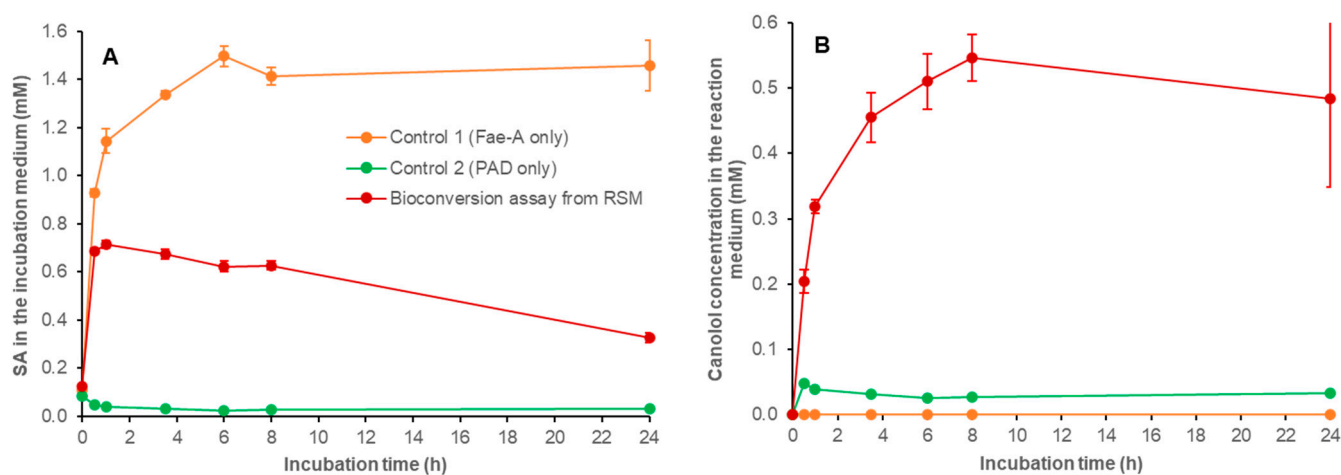 A
SA in the incubation medium (mM)
1.6
1.4
1.2
1.0
0.8
0.6
0.4
0.2
0.0
Control 1 (Fae-A only)
Control 2 (PAD only)
Bioconversion assay from RSM
0 2 4 6 8 10 12 14 16 18 20 22 24
Incubation time (h)
B
Canolol concentration in the reaction
medium (mM)
0.6
0.5
0.4
0.3
0.2
0.1
0.0
0 2 4 6 8 10 12 14 16 18 20 22 24
Incubation time (h)